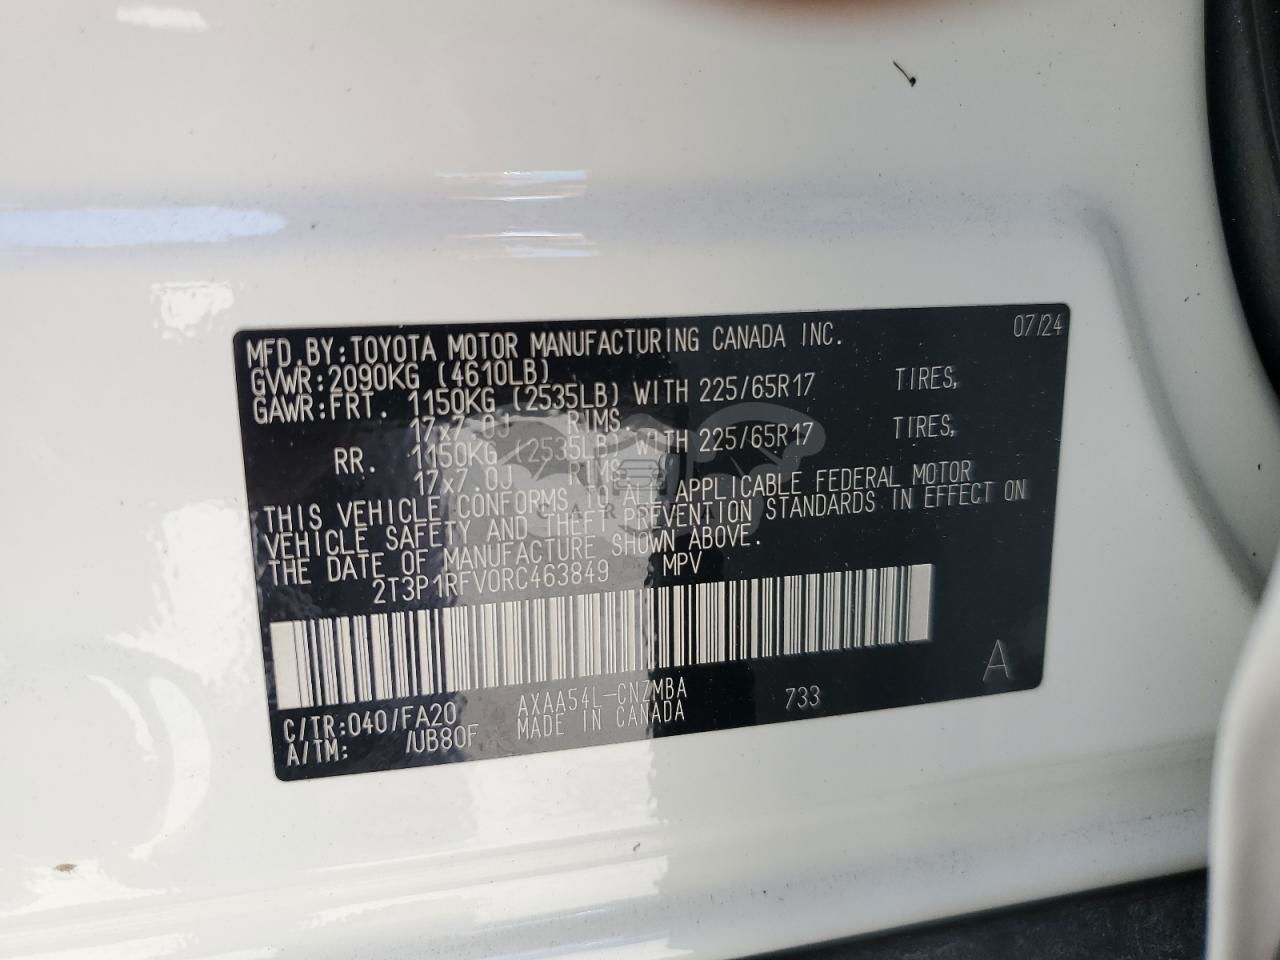 MFD.BY:TOYOTA MOTOR MANUFACTURING CANADA INC. 07/24
GVWR:2090KG (4610LB)
GAWR:FRT. 1150KG (2535LB) WITH 225/65R17 TIRES,
17x7.0J RIMS.
RR. 1150KG (2535LB) WITH 225/65R17 TIRES,
17x7.0J RIMS.
THIS VEHICLE CONFORMS TO ALL APPLICABLE FEDERAL MOTOR
VEHICLE SAFETY AND THEFT PREVENTION STANDARDS IN EFFECT ON
THE DATE OF MANUFACTURE SHOWN ABOVE.
2T3P1RFV0RC463849 MPV
C/TR:040/FA20 AXAA54L-CNZMBA 733 A
A/TM: /UB80F MADE IN CANADA